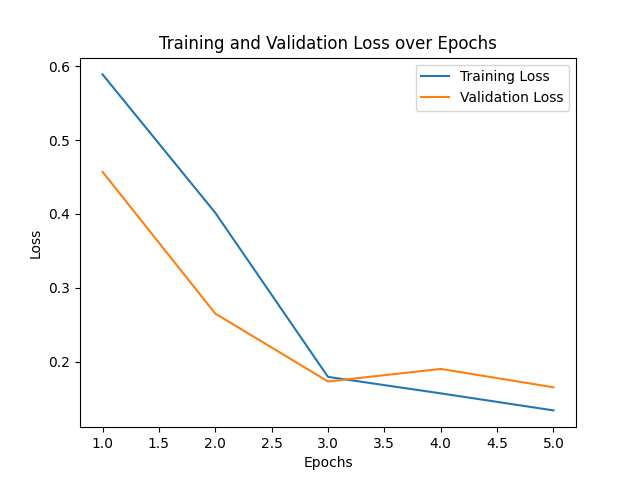 Training and Validation Loss over Epochs
Training Loss
Validation Loss
Loss
0.6
0.5
0.4
0.3
0.2
1.0 1.5 2.0 2.5 3.0 3.5 4.0 4.5 5.0
Epochs